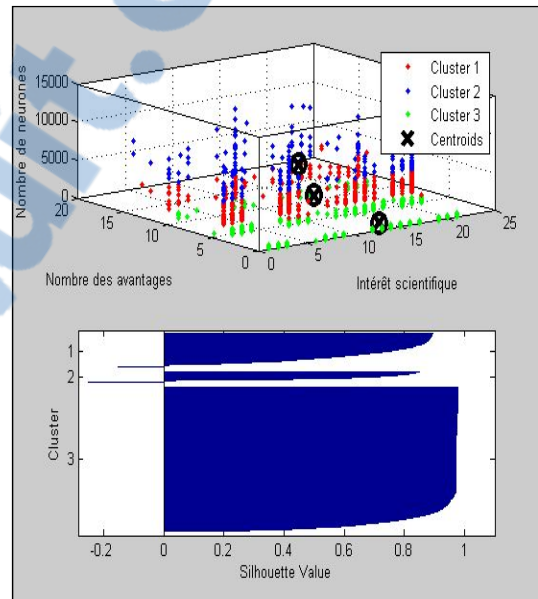 Nombre de neurones
15000
10000
5000
0
20
15
10
5
0
Nombre des avantages
0
5
10
15
20
25
Intérêt scientifique
Cluster 1
Cluster 2
Cluster 3
Centroids
Cluster
1
2
3
-0.2
0
0.2
0.4
0.6
0.8
1
Silhouette Value